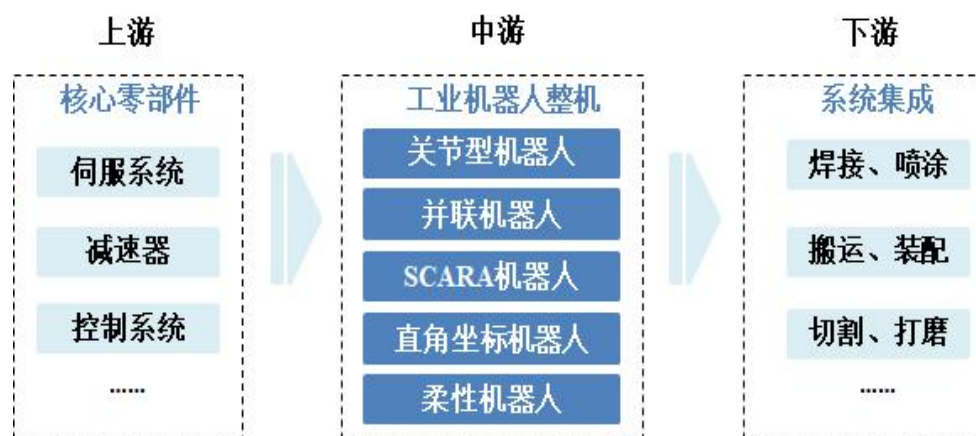 上游
核心零部件
伺服系统
减速器
控制系统
......
中游
工业机器人整机
关节型机器人
并联机器人
SCARA机器人
直角坐标机器人
柔性机器人
下游
系统集成
焊接、喷涂
搬运、装配
切割、打磨
......